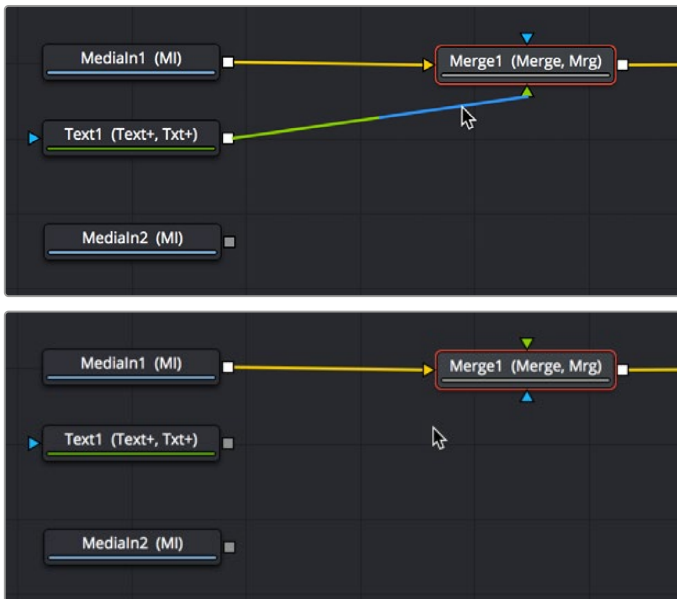 MediaIn1 (MI)
Merge1 (Merge, Mrg)
Text1 (Text+, Txt+)
MediaIn2 (MI)
MediaIn1 (MI)
Merge1 (Merge, Mrg)
Text1 (Text+, Txt+)
MediaIn2 (MI)